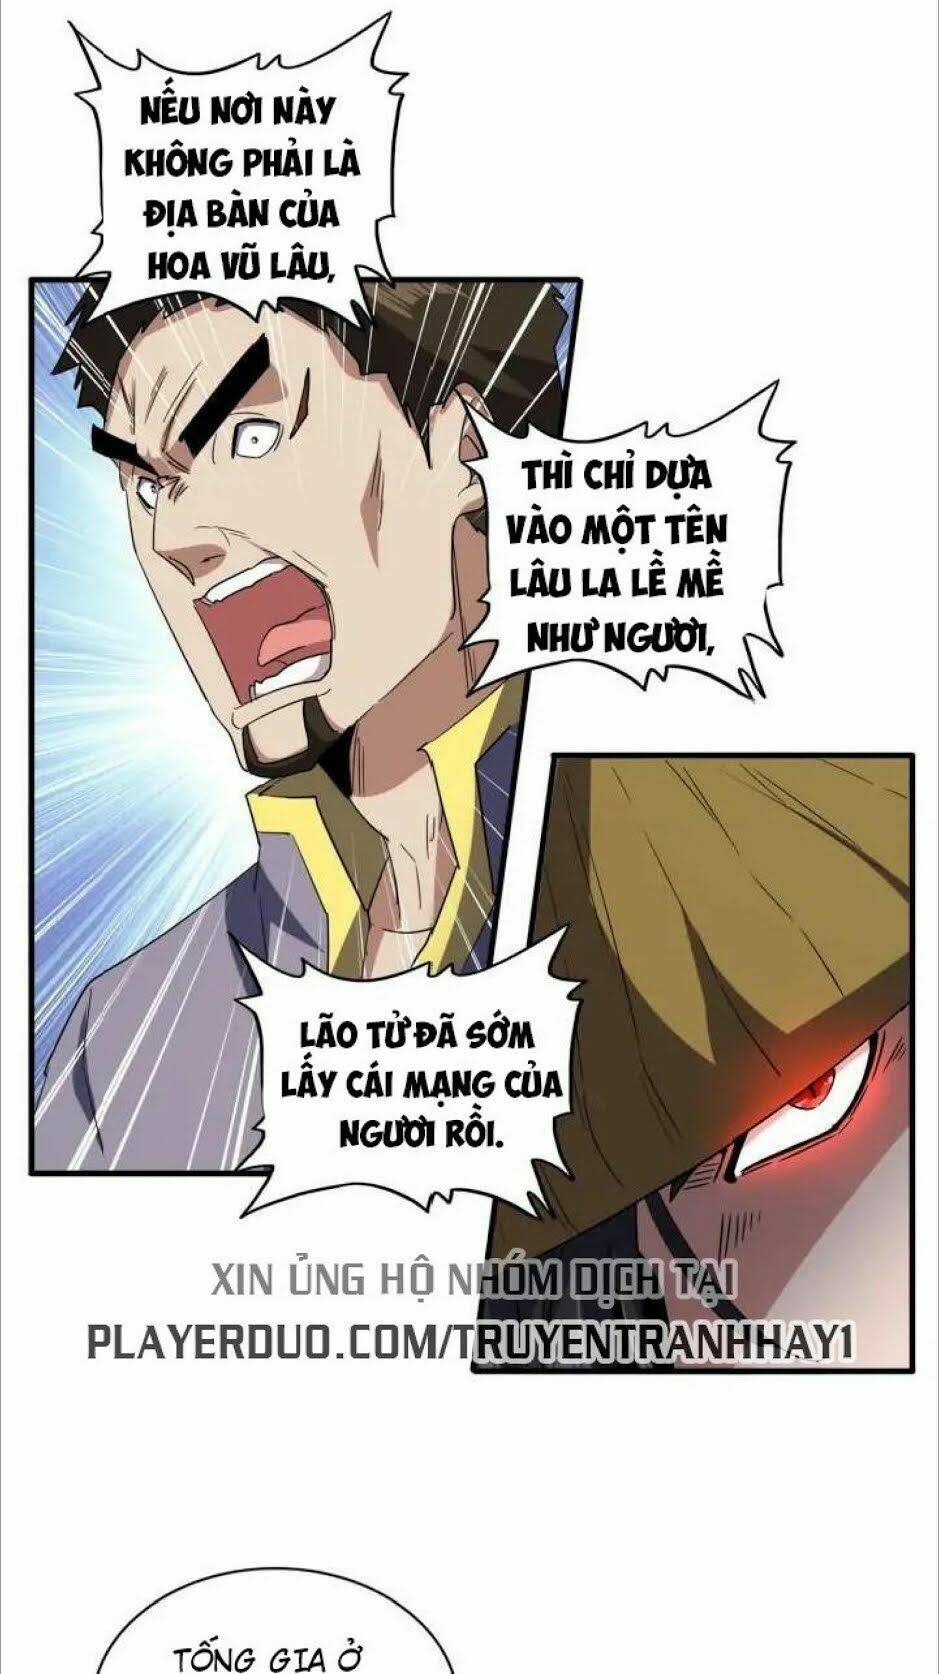 NẾU NƠI NÀY
KHÔNG PHẢI LÀ
ĐỊA BÀN CỦA
HOA VŨ LÂU,
THÌ CHỈ DỰA
VÀO MỘT TÊN
LÂU LA LỀ MỀ
NHƯ NGƯƠI,
LÃO TỬ ĐÃ SỚM
LẤY CÁI MẠNG CỦA
NGƯƠI RỒI.
XIN ỦNG HỘ NHÓM DỊCH TẠI
PLAYERDUO.COM/TRUYENTRANHHAY1
TỐNG GIA Ở